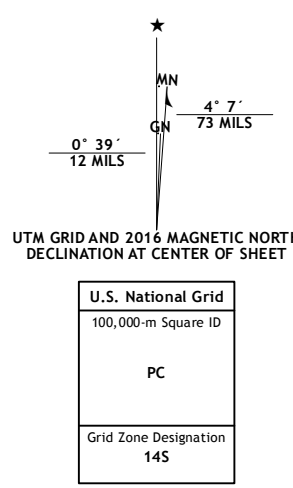 MN
4° 7´
73 MILS
GN
0° 39´
12 MILS
UTM GRID AND 2016 MAGNETIC NORTH
DECLINATION AT CENTER OF SHEET
U.S. National Grid
100,000-m Square ID
PC
Grid Zone Designation
14S